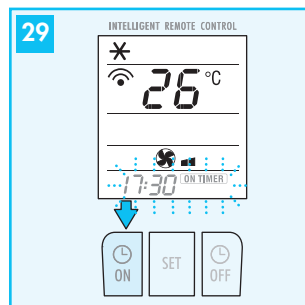 29
INTELLIGENT REMOTE CONTROL
26 °C
17:30 ON TIMER
ON SET OFF